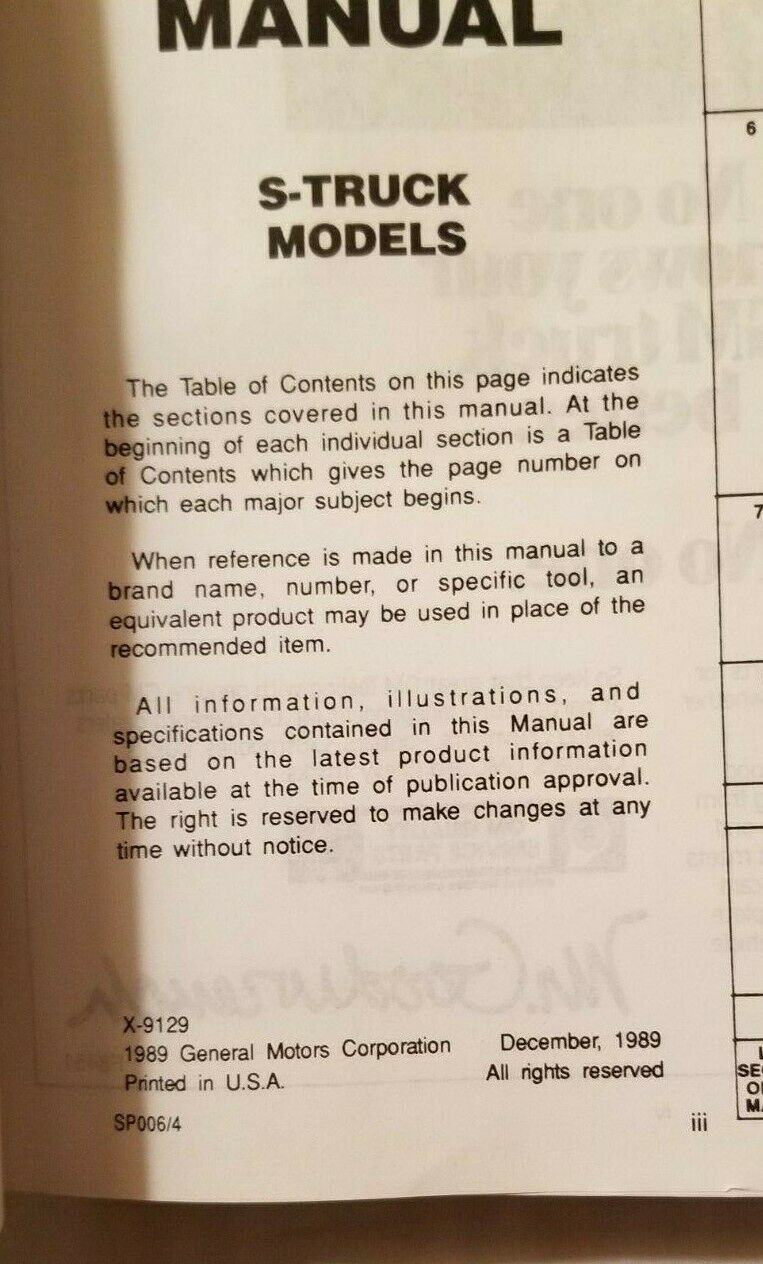 MANUAL
S-TRUCK
MODELS
The Table of Contents on this page indicates
the sections covered in this manual. At the
beginning of each individual section is a Table
of Contents which gives the page number on
which each major subject begins.
When reference is made in this manual to a
brand name, number, or specific tool, an
equivalent product may be used in place of the
recommended item.
All information, illustrations, and
specifications contained in this Manual are
based on the latest product information
available at the time of publication approval.
The right is reserved to make changes at any
time without notice.
X-9129
1989 General Motors Corporation December, 1989
Printed in U.S.A. All rights reserved
SP006/4 iii
6
7